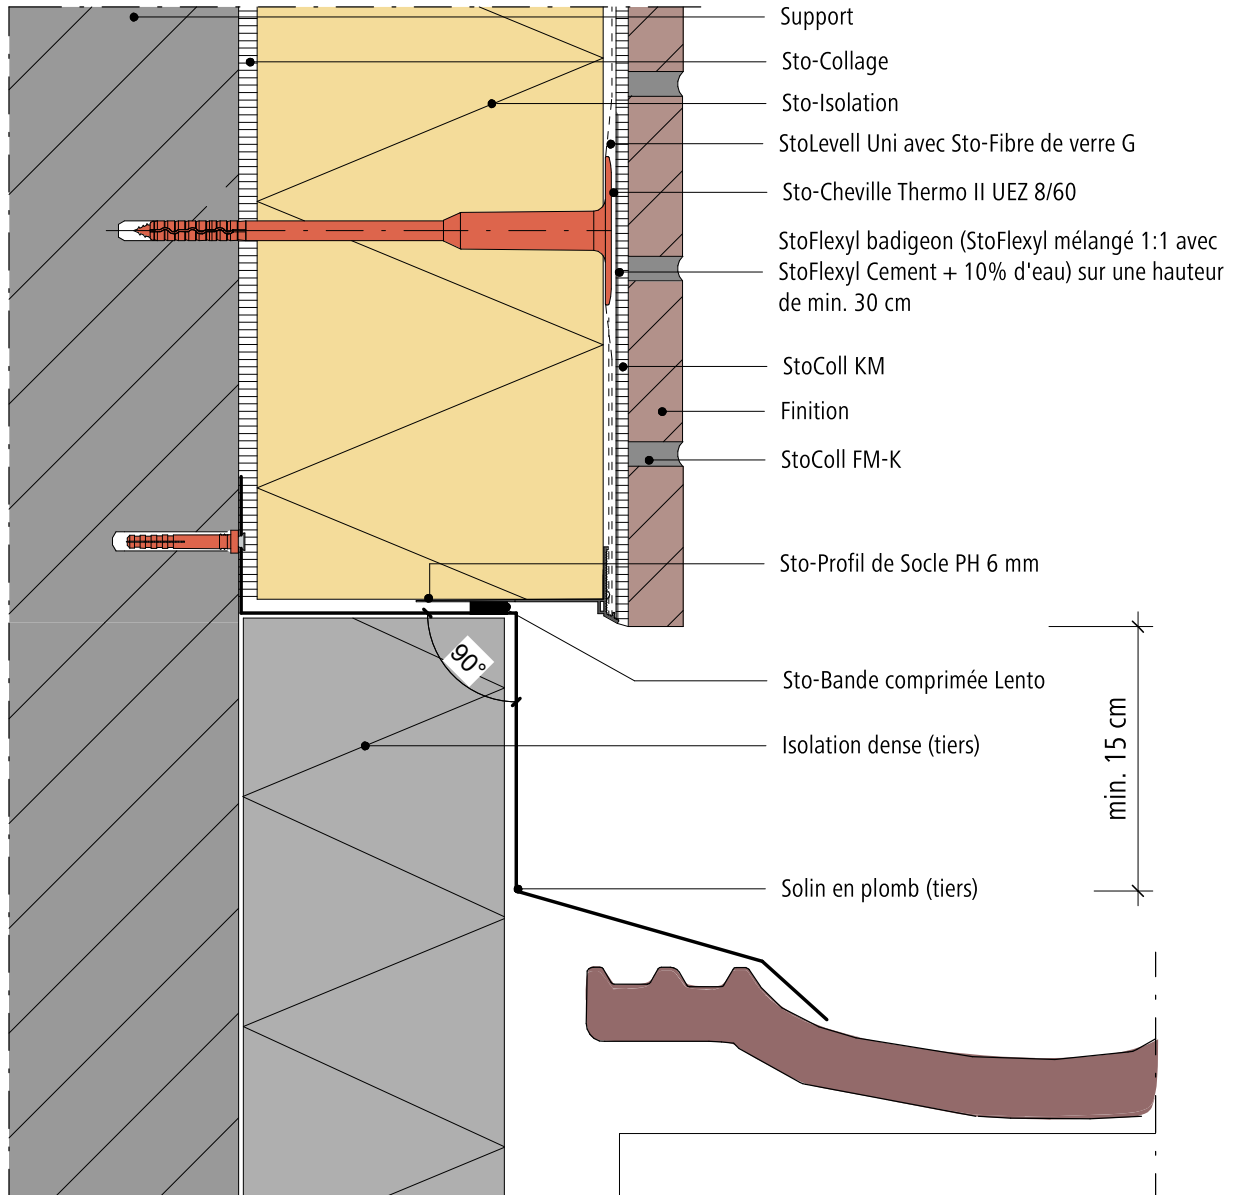 Support
Sto-Collage
Sto-Isolation
StoLevell Uni avec Sto-Fibre de verre G
Sto-Cheville Thermo II UEZ 8/60
StoFlexyl badigeon (StoFlexyl mélangé 1:1 avec
StoFlexyl Cement + 10% d'eau) sur une hauteur
de min. 30 cm
StoColl KM
Finition
StoColl FM-K
Sto-Profil de Socle PH 6 mm
90°
Sto-Bande comprimée Lento
Isolation dense (tiers)
min. 15 cm
Solin en plomb (tiers)